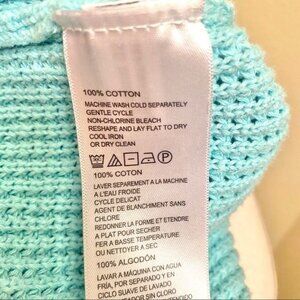 100% COTTON
MACHINE WASH COLD SEPARATELY
GENTLE CYCLE
NON-CHLORINE BLEACH
RESHAPE AND LAY FLAT TO DRY
COOL IRON
OR DRY CLEAN
P
100% COTON
LAVER SEPAREMENT A LA MACHINE
A L'EAU FROIDE
CYCLE DELICAT
AGENT DE BLANCHIMENT SANS
CHLORE
REDONNER LA FORME ET ETENDRE
A PLAT POUR SECHER
FER A BASSE TEMPERATURE
OU NETTOYER A SEC
100% ALGODÓN
LAVAR A MÁQUINA CON AGUA
FRÍA, POR SEPARADO EN
CICLO SUAVE DE LAVADO
SIN CLORO